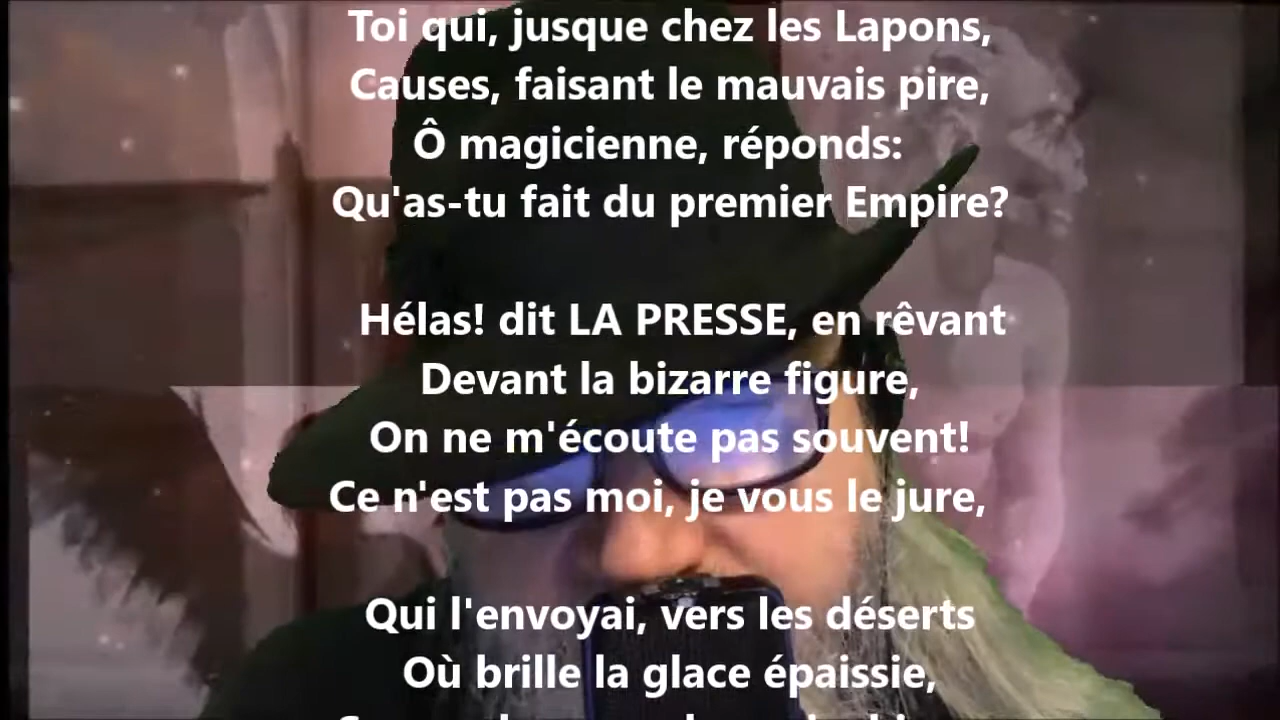 Toi qui, jusque chez les Lapons,
Causes, faisant le mauvais pire,
Ô magicienne, réponds:
Qu'as-tu fait du premier Empire?
Hélas! dit LA PRESSE, en rêvant
Devant la bizarre figure,
On ne m'écoute pas souvent!
Ce n'est pas moi, je vous le jure,
Qui l'envoyai, vers les déserts
Où brille la glace épaissie,